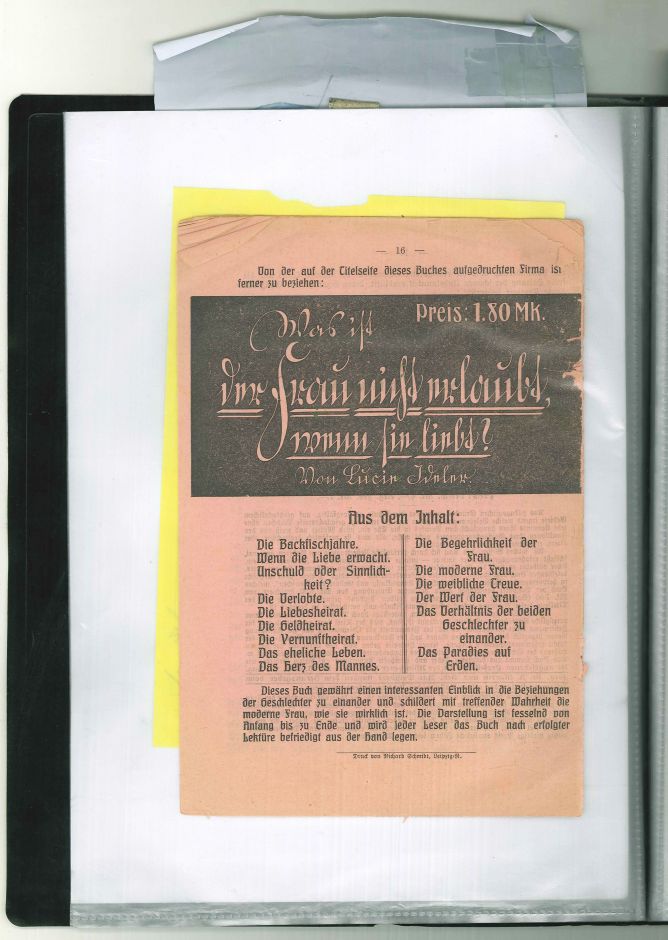 — 16 —
Von der auf der Titelseite dieses Buches aufgedruckten Firma ist
ferner zu beziehen:
Was ist
Preis: 1.80 Mk.
der Frau nicht erlaubt,
wenn sie liebt?
Von Lucie Ideler.
Aus dem Inhalt:
Die Backfischjahre.
Wenn die Liebe erwacht.
Unschuld oder Sinnlich-
keit?
Die Verlobte.
Die Liebesheirat.
Die Geldheirat.
Die Vernunftheirat.
Das eheliche Leben.
Das Herz des Mannes.
Die Begehrlichkeit der
Frau.
Die moderne Frau.
Die weibliche Treue.
Der Wert der Frau.
Das Verhältnis der beiden
Geschlechter zu
einander.
Das Paradies auf
Erden.
Dieses Buch gewährt einen interessanten Einblick in die Beziehungen
der Geschlechter zu einander und schildert mit treffender Wahrheit die
moderne Frau, wie sie wirklich ist. Die Darstellung ist fesselnd von
Anfang bis zu Ende und wird jeder Leser das Buch nach erfolgter
Lektüre befriedigt aus der Hand legen.
Druck von Richard Schmidt, Leipzig-R.